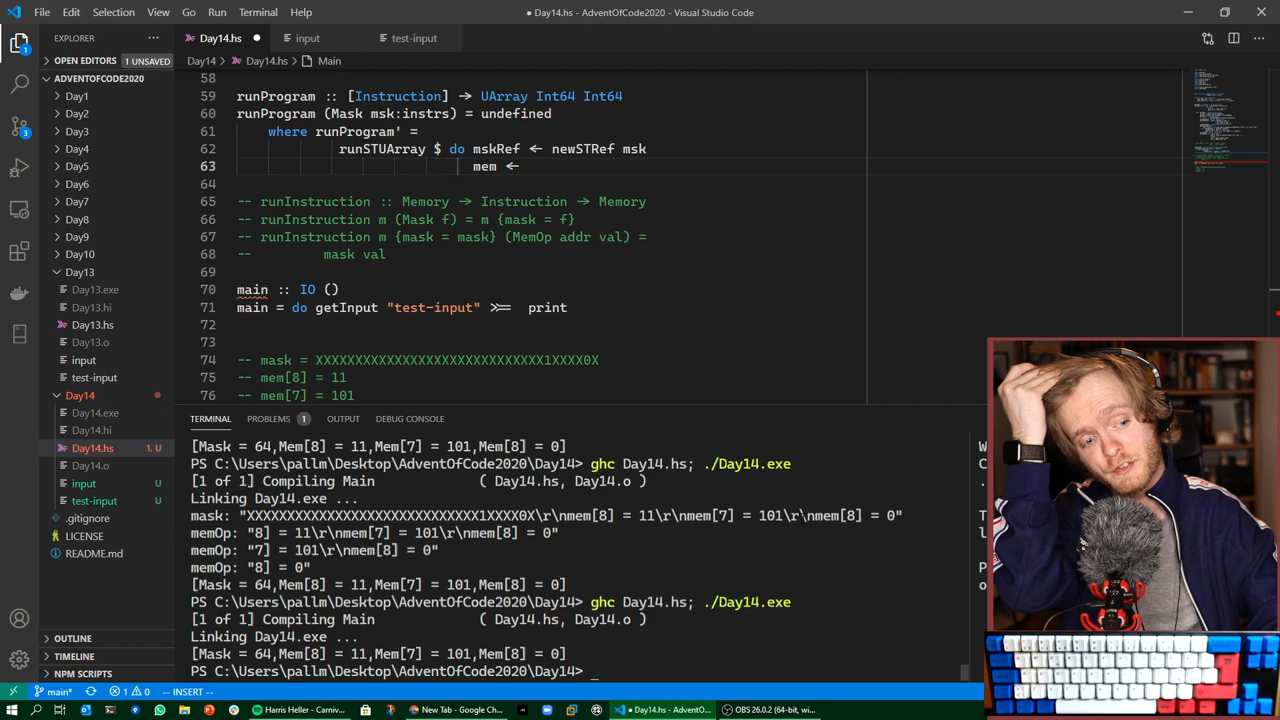 File Edit Selection View Go Run Terminal Help
● Day14.hs - AdventOfCode2020 - Visual Studio Code
EXPLORER
Day14.hs
input
test-input
OPEN EDITORS 1 UNSAVED
Day14 > Day14.hs > Main
ADVENTOFCODE2020
Day1
Day2
Day3
Day4
Day5
Day6
Day7
Day8
Day9
Day10
Day13
Day13.exe
Day13.hi
Day13.hs
Day13.o
input
test-input
Day14
Day14.exe
Day14.hi
Day14.hs 1, U
Day14.o
input U
test-input U
.gitignore
LICENSE
README.md
OUTLINE
TIMELINE
NPM SCRIPTS
58
59 runProgram :: [Instruction] → UArray Int64 Int64
60 runProgram (Mask msk:instrs) = undefined
61 where runProgram' =
62 runSTUArray $ do mskRef ← newSTRef msk
63 mem ←
64
65 -- runInstruction :: Memory → Instruction → Memory
66 -- runInstruction m (Mask f) = m {mask = f}
67 -- runInstruction m {mask = mask} (MemOp addr val) =
68 -- mask val
69
70 main :: IO ()
71 main = do getInput "test-input" >>= print
72
73
74 -- mask = XXXXXXXXXXXXXXXXXXXXXXXXXXXXX1XXXX0X
75 -- mem[8] = 11
76 -- mem[7] = 101
TERMINAL PROBLEMS 1 OUTPUT DEBUG CONSOLE
[Mask = 64,Mem[8] = 11,Mem[7] = 101,Mem[8] = 0]
PS C:\Users\pallm\Desktop\AdventOfCode2020\Day14> ghc Day14.hs; ./Day14.exe
[1 of 1] Compiling Main ( Day14.hs, Day14.o )
Linking Day14.exe ...
mask: "XXXXXXXXXXXXXXXXXXXXXXXXXXXXX1XXXX0X\r\nmem[8] = 11\r\nmem[7] = 101\r\nmem[8] = 0"
memOp: "8] = 11\r\nmem[7] = 101\r\nmem[8] = 0"
memOp: "7] = 101\r\nmem[8] = 0"
memOp: "8] = 0"
[Mask = 64,Mem[8] = 11,Mem[7] = 101,Mem[8] = 0]
PS C:\Users\pallm\Desktop\AdventOfCode2020\Day14> ghc Day14.hs; ./Day14.exe
[1 of 1] Compiling Main ( Day14.hs, Day14.o )
Linking Day14.exe ...
[Mask = 64,Mem[8] = 11,Mem[7] = 101,Mem[8] = 0]
PS C:\Users\pallm\Desktop\AdventOfCode2020\Day14> _
main* 1 0 -- INSERT --
Harris Heller - Carniv...
New Tab - Google Ch...
● Day14.hs - AdventO...
OBS 26.0.2 (64-bit, wi...